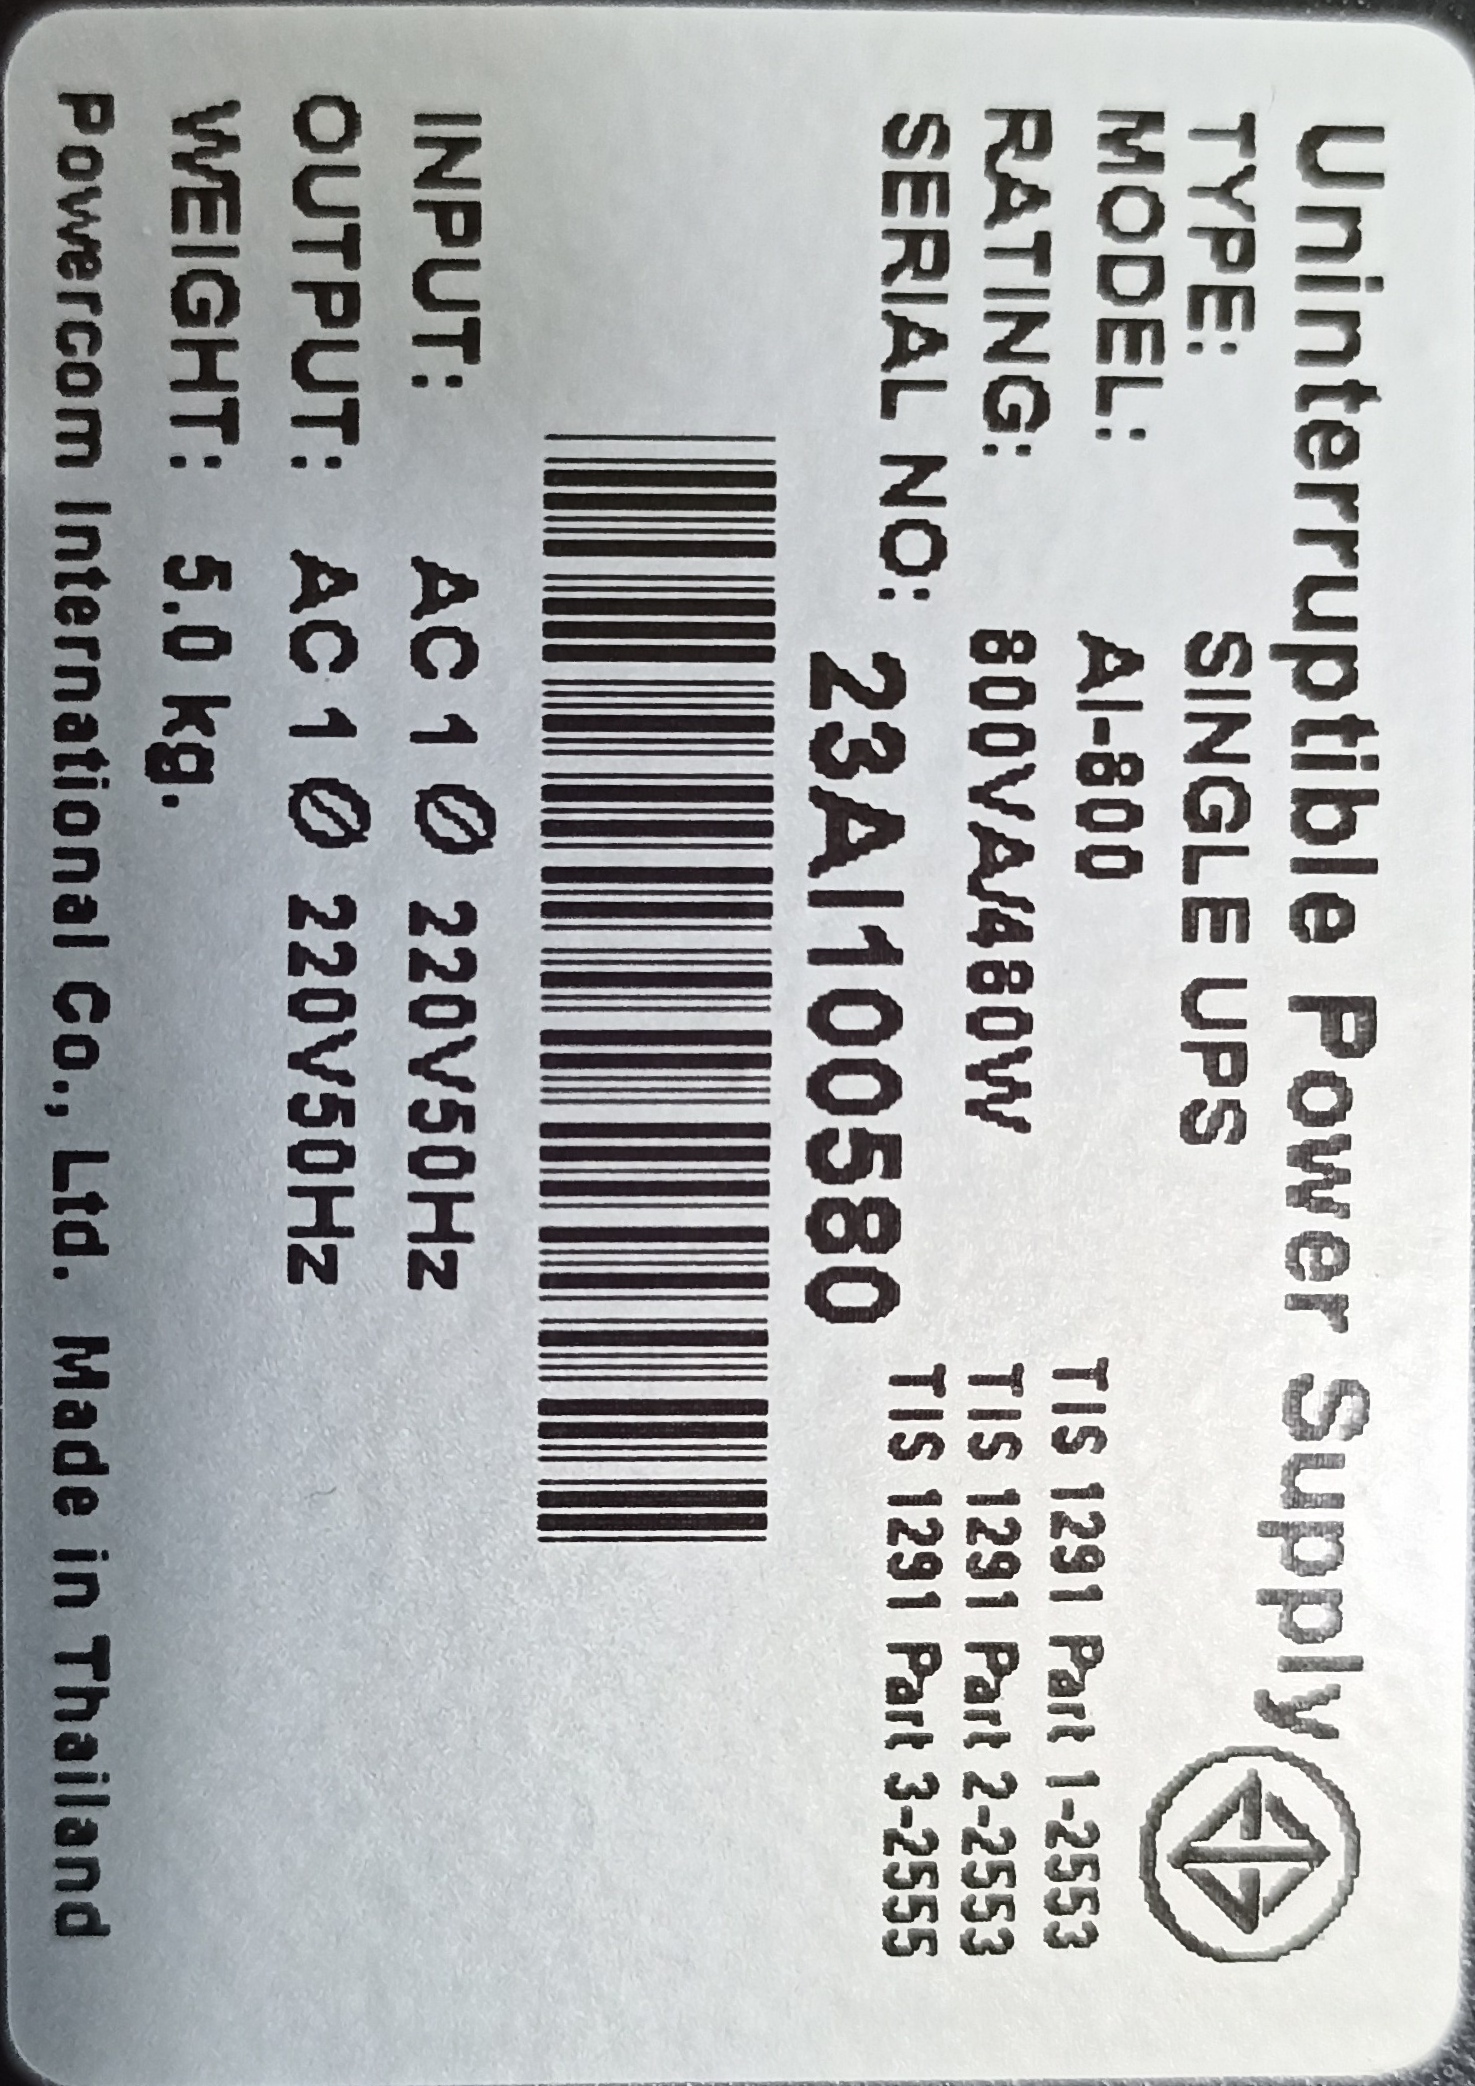 Uninterruptible Power Supply
TYPE: SINGLE UPS
MODEL: AI-800
RATING: 800VA/480W
SERIAL NO: 23AI100580
TIS 1291 Part 1-2553
TIS 1291 Part 2-2553
TIS 1291 Part 3-2555
INPUT: AC 1 Ø 220V50Hz
OUTPUT: AC 1 Ø 220V50Hz
WEIGHT: 5.0 kg.
Powercom International Co., Ltd. Made in Thailand